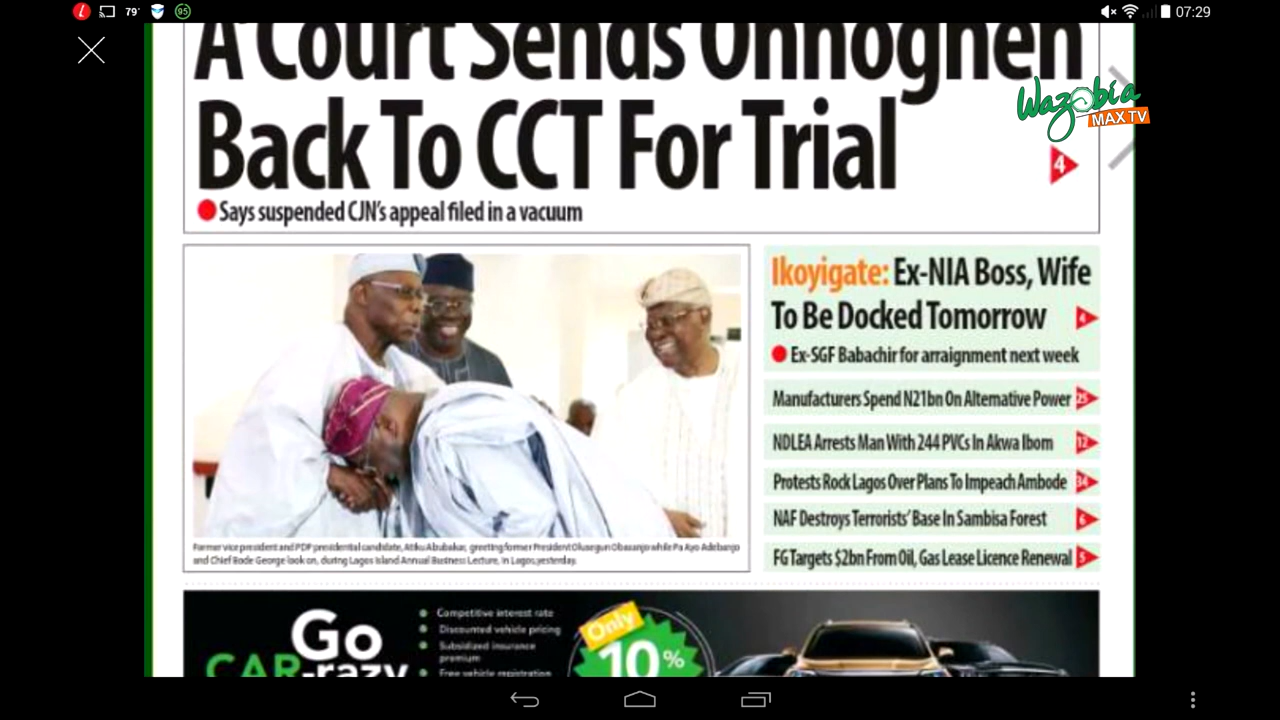 79°
95
07:29
A'Court Sends Onnoghen
Back To CCT For Trial
4
Says suspended CJN's appeal filed in a vacuum
Wazobia
MAX TV
Former vice president and PDP presidential candidate, Atiku Abubakar, greeting former President Olusegun Obasanjo while Pa Ayo Adebanjo
and Chief Bode George look on, during Lagos Island Annual Business Lecture, in Lagos, yesterday.
Ikoyigate: Ex-NIA Boss, Wife
To Be Docked Tomorrow
4
Ex-SGF Babachir for arraignment next week
Manufacturers Spend N21bn On Alternative Power 25
NDLEA Arrests Man With 244 PVCs In Akwa Ibom 12
Protests Rock Lagos Over Plans To Impeach Ambode 34
NAF Destroys Terrorists' Base In Sambisa Forest 6
FG Targets $2bn From Oil, Gas Lease Licence Renewal 5
Go
CAR-razy
Competitive interest rate
Discounted vehicle pricing
Subsidized insurance
premium
Free vehicle registration
Only
10%